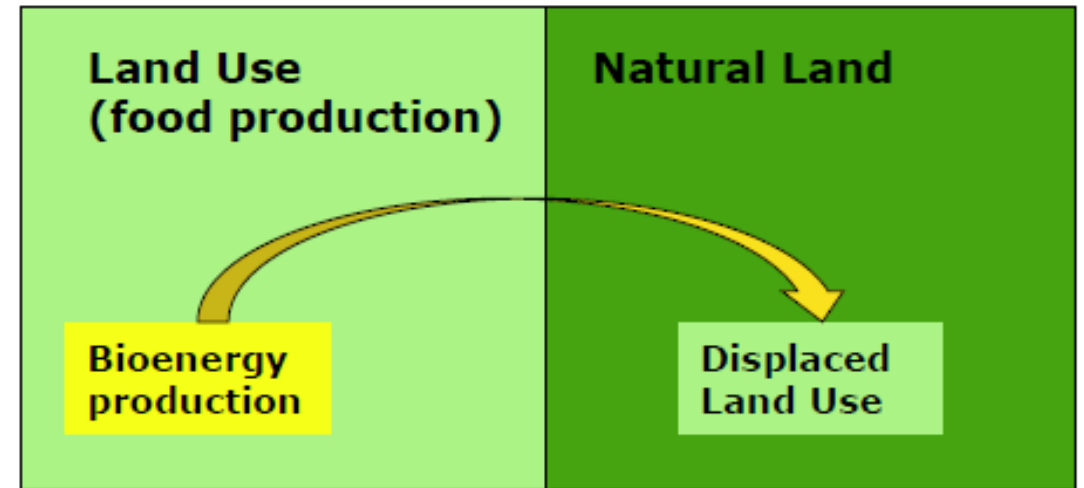 Land Use
(food production)
Natural Land
Bioenergy
production
Displaced
Land Use